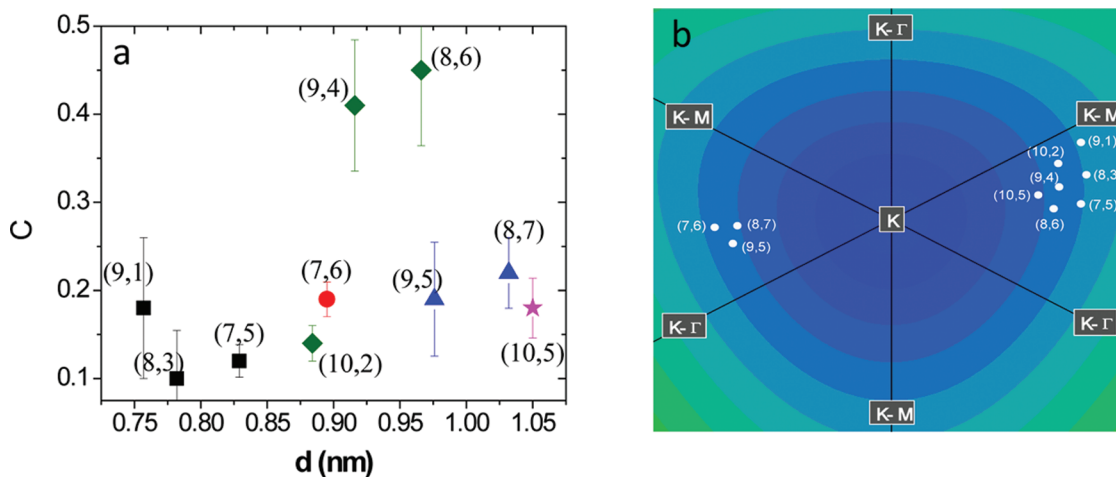 a
0.5
0.4
0.3
0.2
0.1
C
(9,1)
(8,3)
(7,5)
(7,6)
(10,2)
(9,4)
(8,6)
(9,5)
(8,7)
(10,5)
0.75 0.80 0.85 0.90 0.95 1.00 1.05
d (nm)
b
K-Γ
K-M
K-M
(9,1)
(10,2)
(8,3)
(9,4)
(10,5)
(7,5)
(8,6)
K
(7,6)
(8,7)
(9,5)
K-Γ
K-Γ
K-M